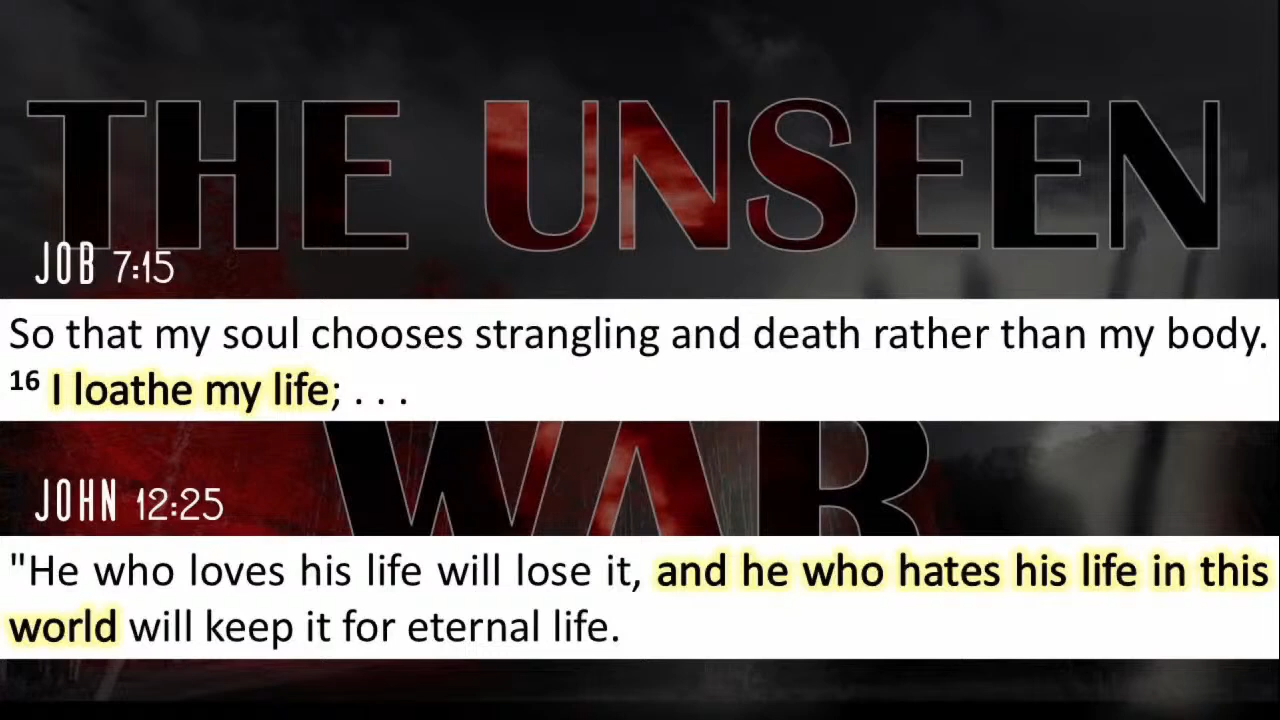 THE UNSEEN
JOB 7:15
So that my soul chooses strangling and death rather than my body.
16 I loathe my life; . . .
WAR
JOHN 12:25
"He who loves his life will lose it, and he who hates his life in this
world will keep it for eternal life.